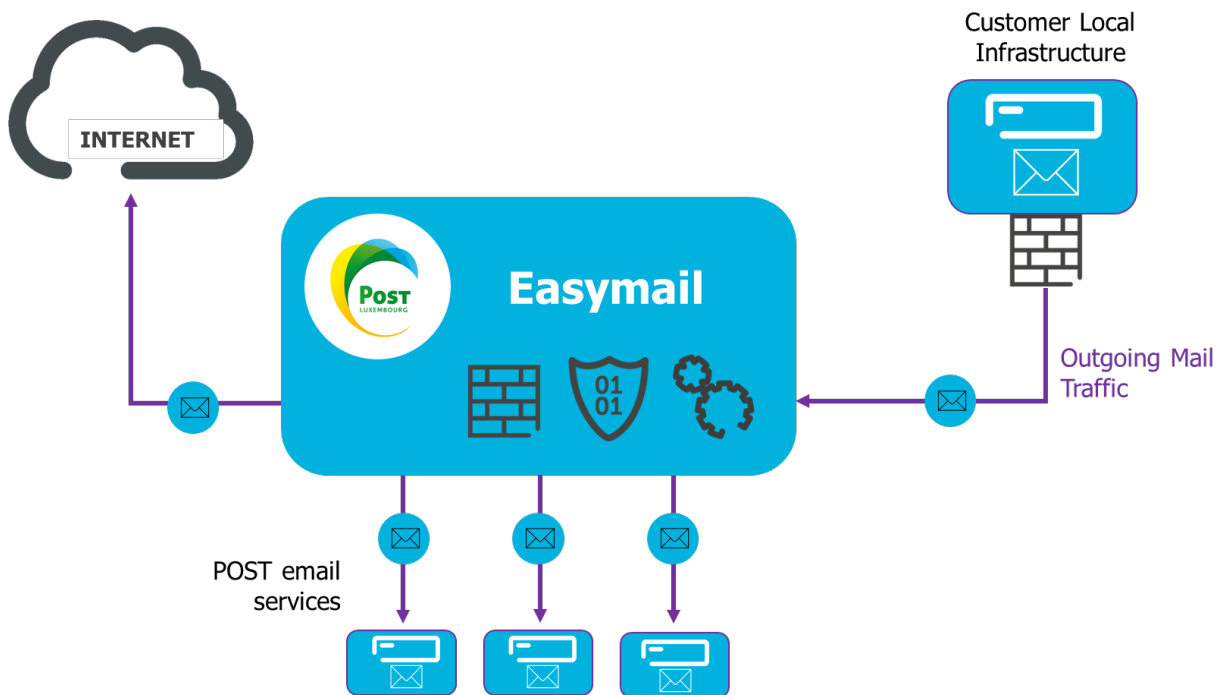 Customer Local
Infrastructure
INTERNET
POST
LUXEMBOURG
Easymail
01
01
Outgoing Mail
Traffic
POST email
services